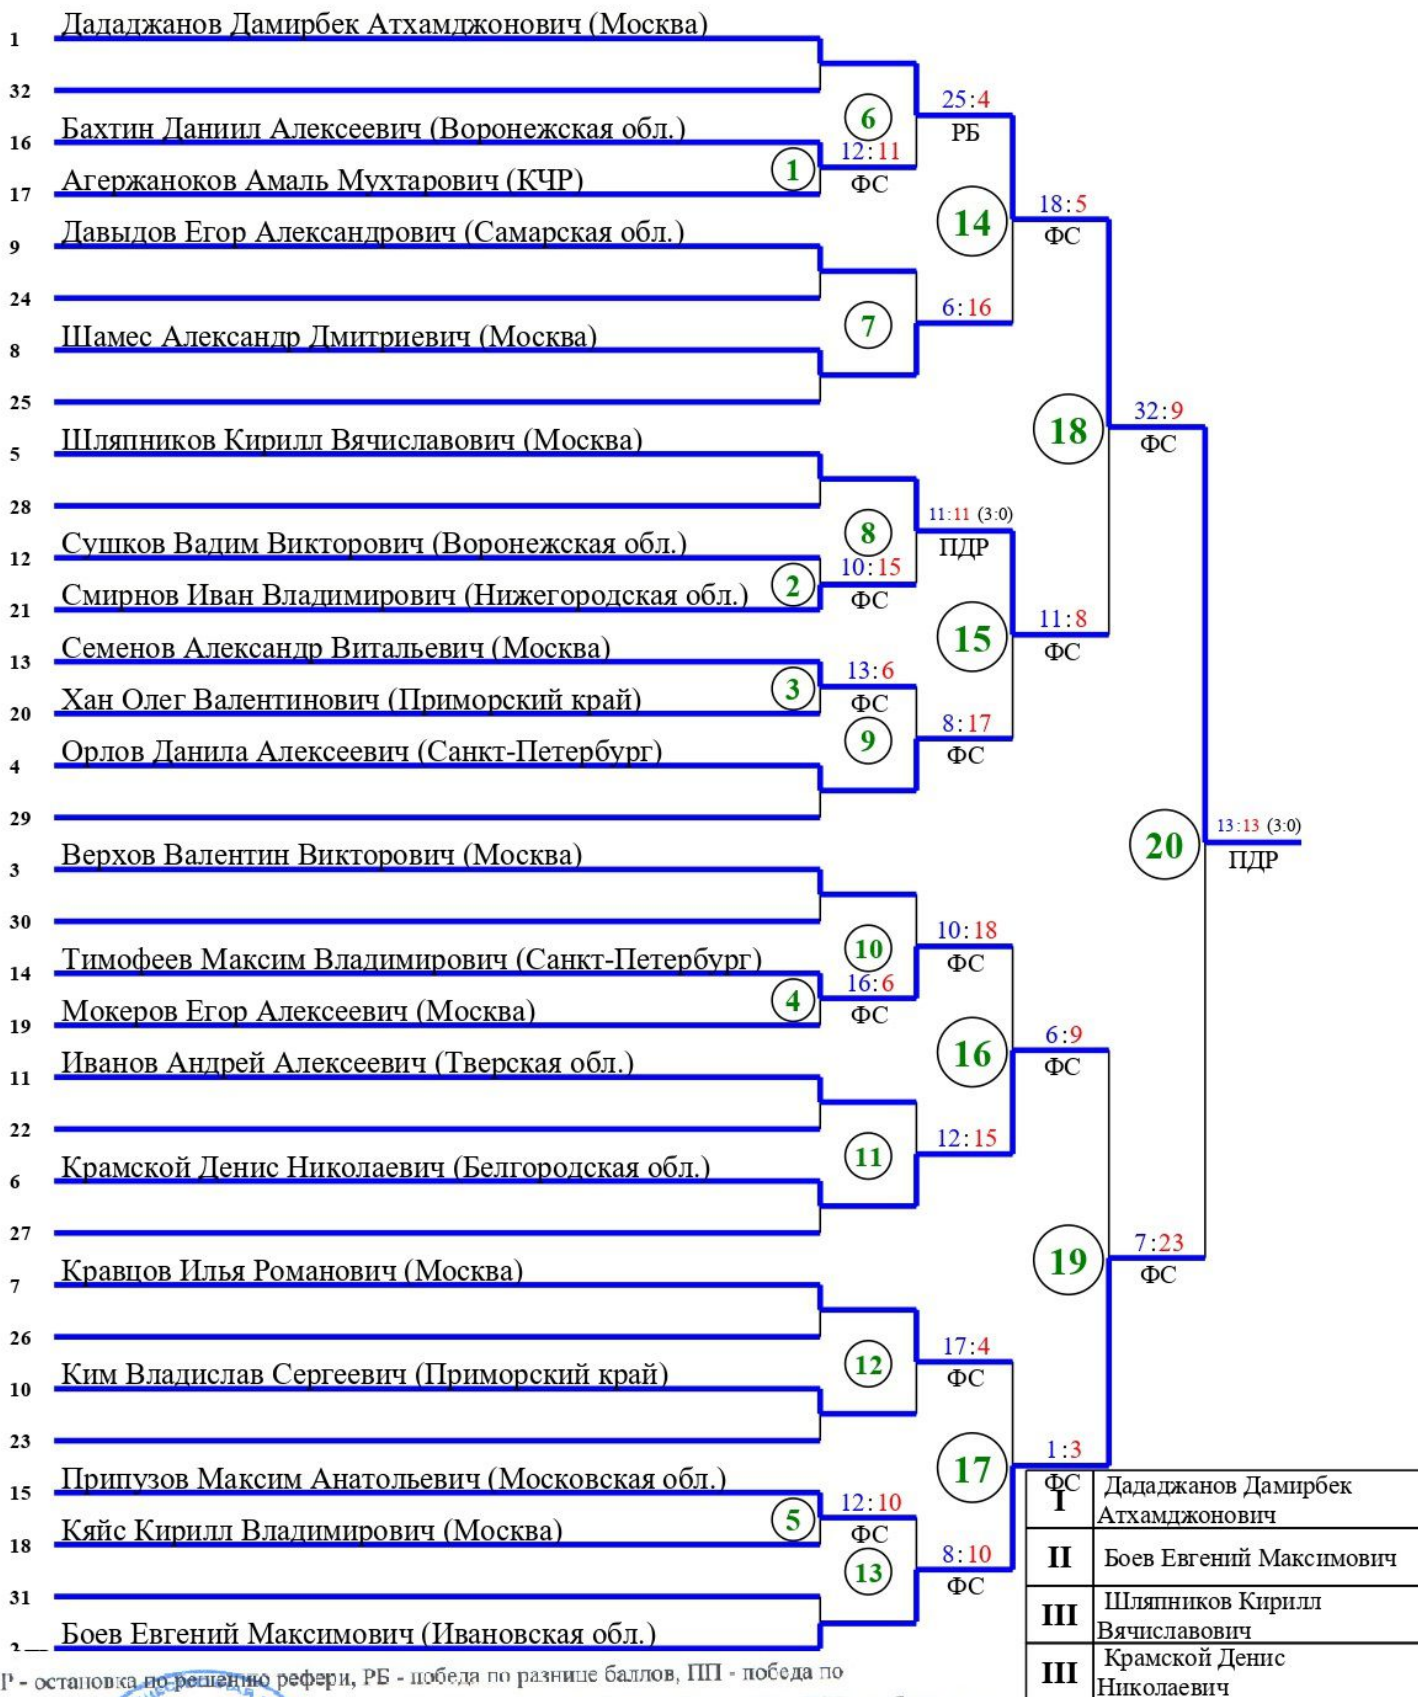 1 Дададжанов Дамирбек Атхамджонович (Москва)
32
25:4
6
РБ
16 Бахтин Даниил Алексеевич (Воронежская обл.)
12:11
1
ФС
17 Агержаноков Амаль Мухтарович (КЧР)
18:5
14
ФС
9 Давыдов Егор Александрович (Самарская обл.)
24
6:16
7
8 Шамес Александр Дмитриевич (Москва)
25
32:9
18
ФС
5 Шляпников Кирилл Вячиславович (Москва)
28
11:11 (3:0)
8
ПДР
12 Сушков Вадим Викторович (Воронежская обл.)
10:15
2
ФС
21 Смирнов Иван Владимирович (Нижегородская обл.)
11:8
15
ФС
13 Семенов Александр Витальевич (Москва)
13:6
3
ФС
20 Хан Олег Валентинович (Приморский край)
8:17
9
ФС
4 Орлов Данила Алексеевич (Санкт-Петербург)
29
13:13 (3:0)
20
ПДР
3 Верхов Валентин Викторович (Москва)
30
10:18
10
ФС
14 Тимофеев Максим Владимирович (Санкт-Петербург)
16:6
4
ФС
19 Мокеров Егор Алексеевич (Москва)
6:9
16
ФС
11 Иванов Андрей Алексеевич (Тверская обл.)
22
12:15
11
6 Крамской Денис Николаевич (Белгородская обл.)
27
7:23
19
ФС
7 Кравцов Илья Романович (Москва)
26
17:4
12
ФС
10 Ким Владислав Сергеевич (Приморский край)
23
1:3
17
ФС
15 Припузов Максим Анатольевич (Московская обл.)
12:10
5
ФС
18 Кяйс Кирилл Владимирович (Москва)
8:10
13
ФС
31
Боев Евгений Максимович (Ивановская обл.)
I Дададжанов Дамирбек
Атхамджонович
II Боев Евгений Максимович
III Шляпников Кирилл
Вячиславович
III Крамской Денис
Николаевич
Р - остановка по решению рефери, РБ - победа по разнице баллов, ПП - победа по